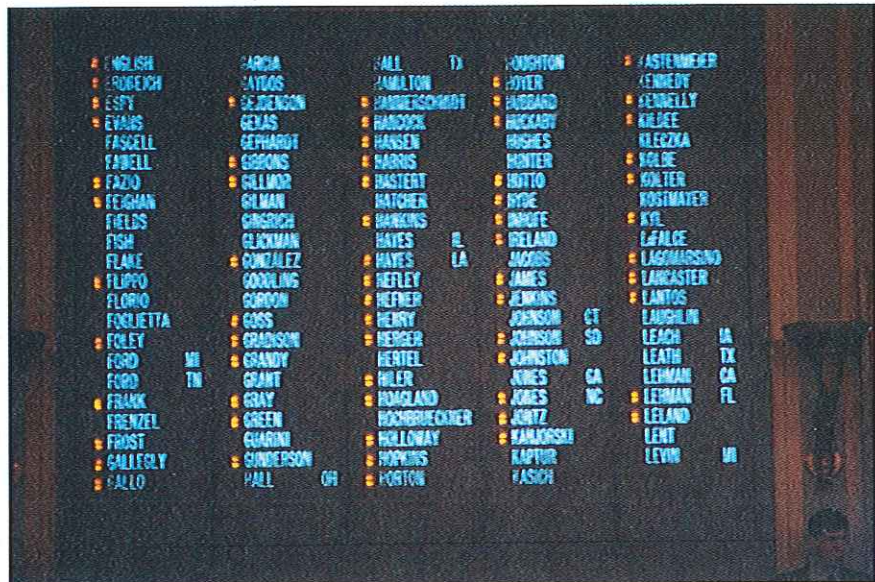 ENGLISH
ERDREICH
ESPY
EVANS
FASCELL
FAWELL
FAZIO
FEIGHAN
FIELDS
FISH
FLAKE
FLIPPO
FLORIO
FOGLIETTA
FOLEY
FORD MI
FORD TN
FRANK
FRENZEL
FROST
GALLEGLY
GALLO
GARCIA
GAYDOS
GEJDENSON
GEKAS
GEPHARDT
GIBBONS
GILLMOR
GILMAN
GINGRICH
GLICKMAN
GONZALEZ
GOODLING
GORDON
GOSS
GRADISON
GRANDY
GRANT
GRAY
GREEN
GUARINI
GUNDERSON
HALL OH
HALL TX
HAMILTON
HAMMERSCHMIDT
HANCOCK
HANSEN
HARRIS
HASTERT
HATCHER
HAWKINS
HAYES IL
HAYES LA
HEFLEY
HEFNER
HENRY
HERGER
HERTEL
HILER
HOAGLAND
HOCHBRUECKNER
HOLLOWAY
HOPKINS
HORTON
HOUGHTON
HOYER
HUBBARD
HUCKABY
HUGHES
HUNTER
HUTTO
HYDE
INHOFE
IRELAND
JACOBS
JAMES
JENKINS
JOHNSON CT
JOHNSON SD
JOHNSTON
JONES GA
JONES NC
JONTZ
KANJORSKI
KAPTUR
KASICH
KASTENMEIER
KENNEDY
KENNELLY
KILDEE
KLECZKA
KOLBE
KOLTER
KOSTMAYER
KYL
LAFALCE
LAGOMARSINO
LANCASTER
LANTOS
LAUGHLIN
LEACH IA
LEATH TX
LEHMAN CA
LEHMAN FL
LELAND
LENT
LEVIN MI